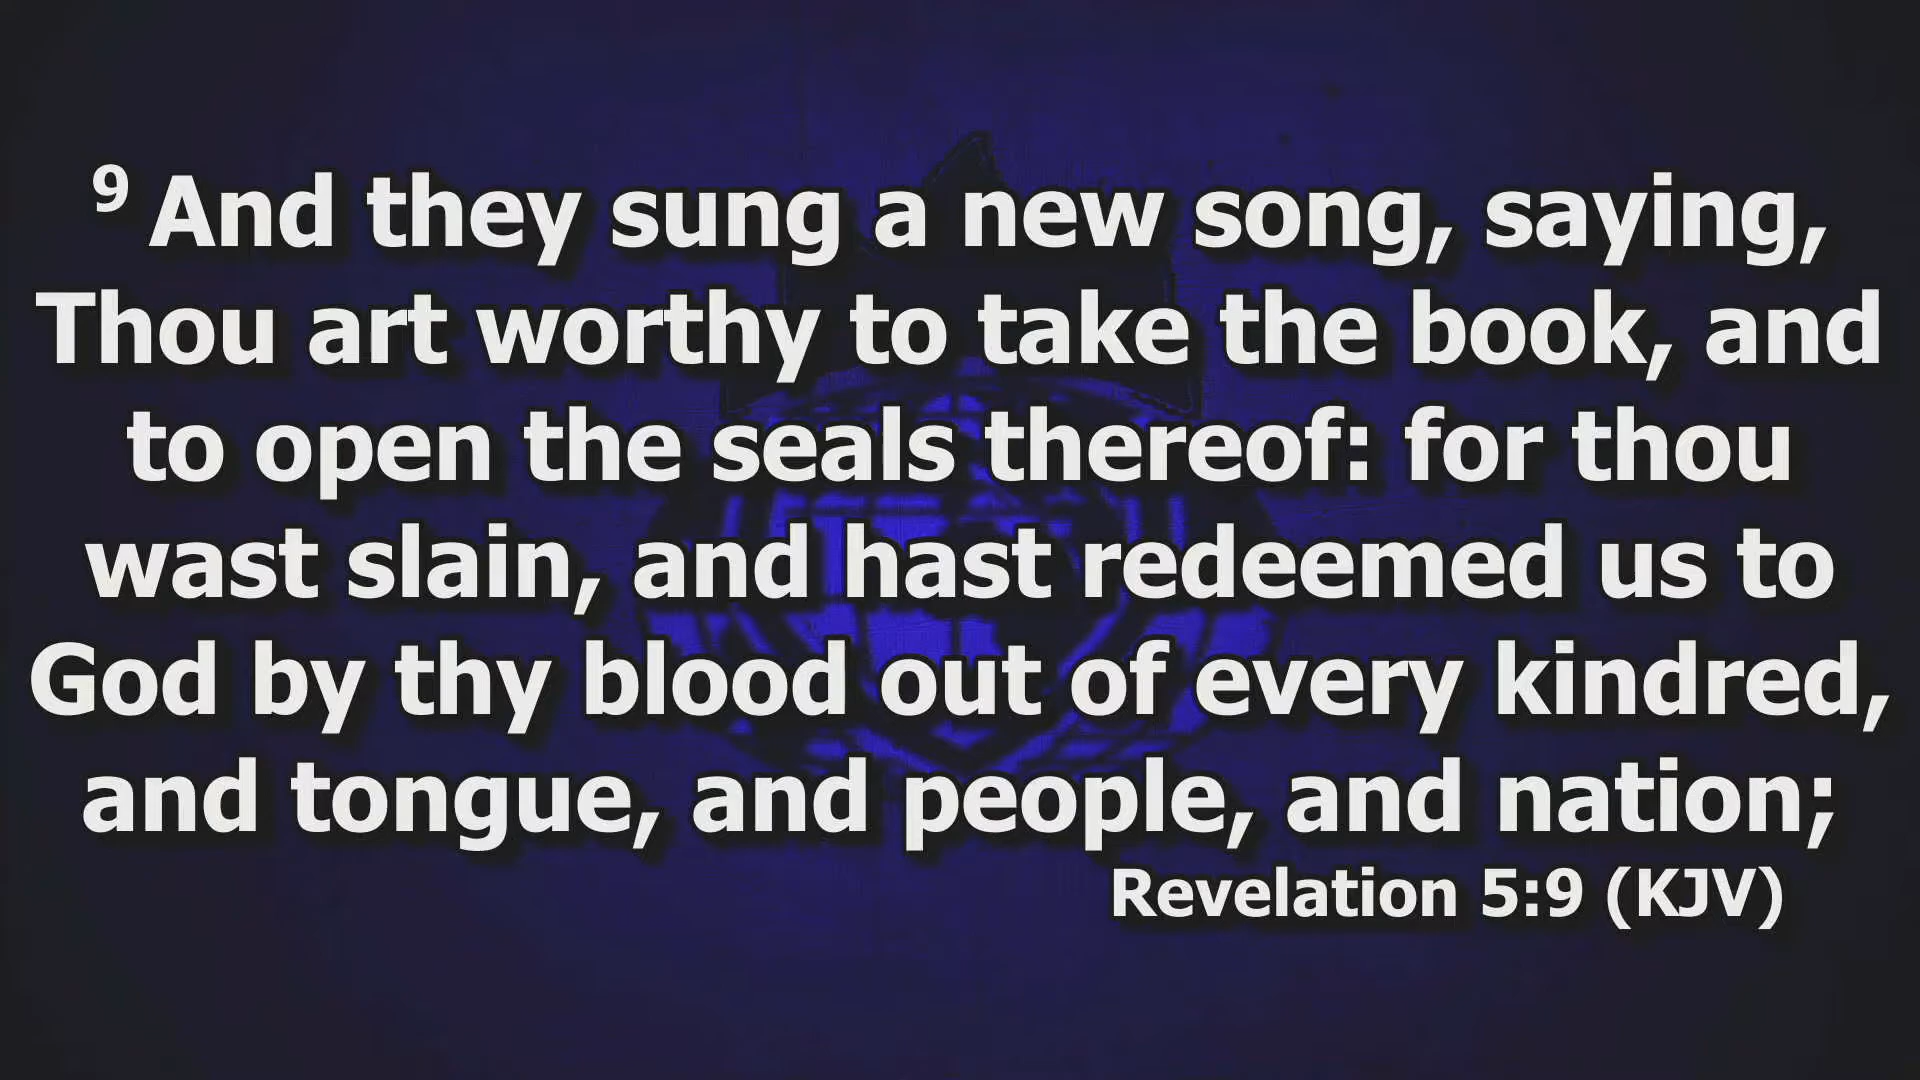 9 And they sung a new song, saying,
Thou art worthy to take the book, and
to open the seals thereof: for thou
wast slain, and hast redeemed us to
God by thy blood out of every kindred,
and tongue, and people, and nation;
Revelation 5:9 (KJV)